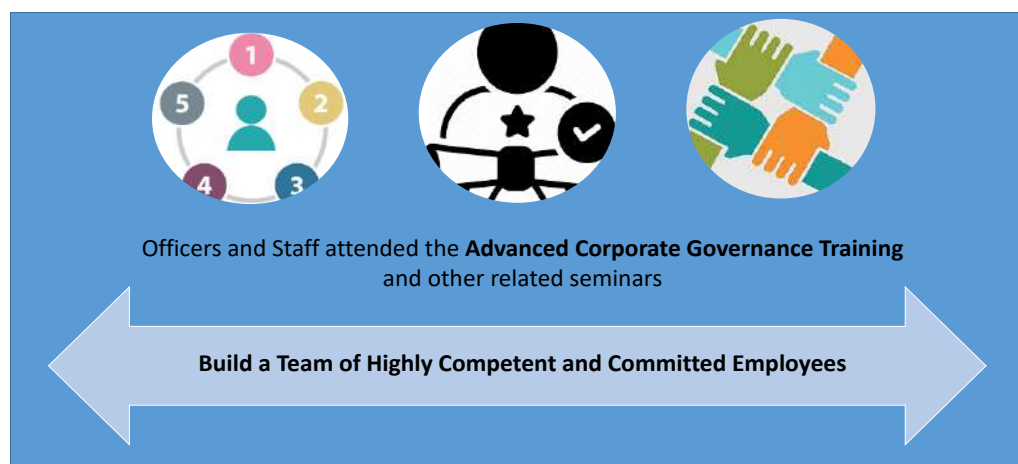 1
5
2
4
3
Officers and Staff attended the Advanced Corporate Governance Training
and other related seminars
Build a Team of Highly Competent and Committed Employees